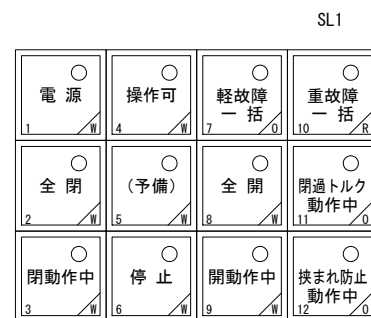 SL1
電 源
1 W
操作可
4 W
軽故障
一 括
7 O
重故障
一 括
10 R
全 閉
2 W
(予備)
5 W
全 開
8 W
閉過トルク
動作中
11 O
閉動作中
3 W
停 止
6 W
開動作中
9 W
挟まれ防止
動作中
12 O